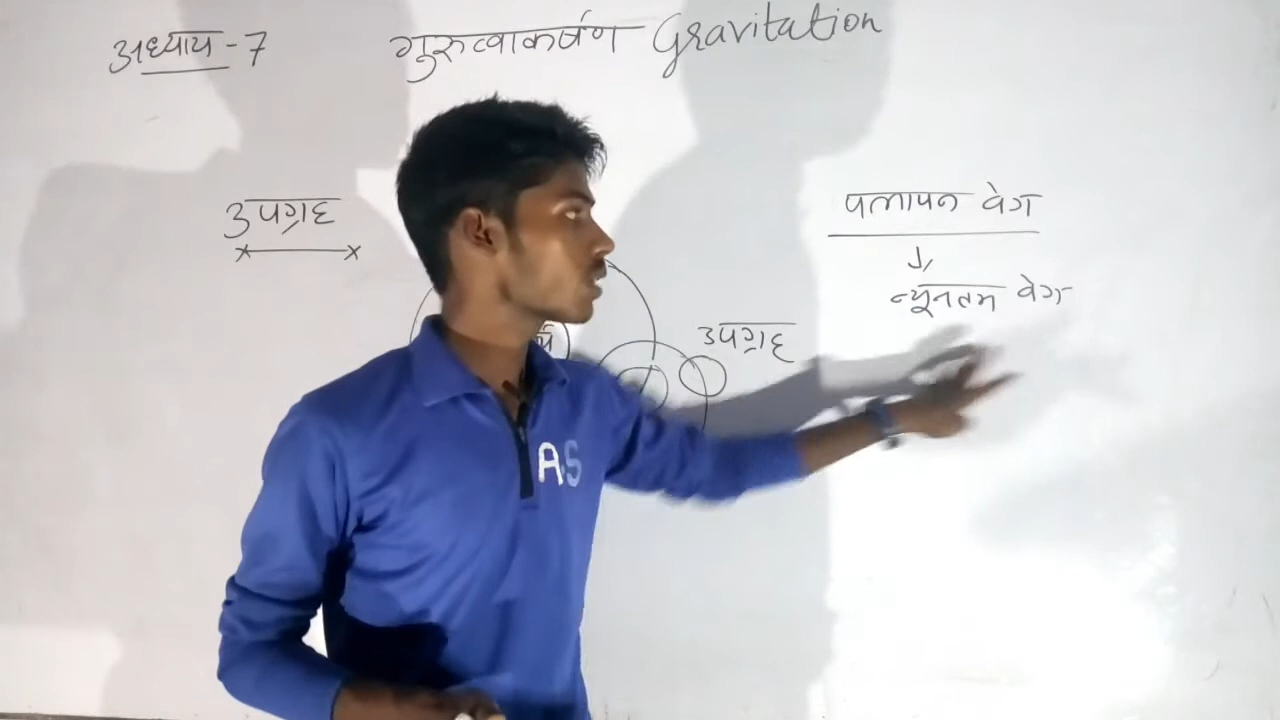 अध्याय - 7
गुरुत्वाकर्षण Gravitation
उपग्रह
पलायन वेग
न्यूनतम वेग
उपग्रह
A.S